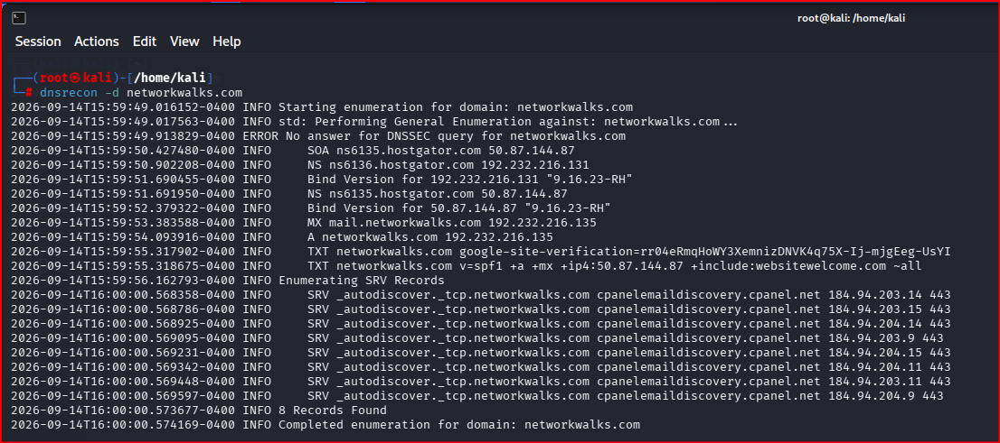 root@kali: /home/kali
Session Actions Edit View Help
┌──(root㉿kali)-[/home/kali]
└─# dnsrecon -d networkwalks.com
2026-09-14T15:59:49.016152-0400 INFO Starting enumeration for domain: networkwalks.com
2026-09-14T15:59:49.017563-0400 INFO std: Performing General Enumeration against: networkwalks.com...
2026-09-14T15:59:49.913829-0400 ERROR No answer for DNSSEC query for networkwalks.com
2026-09-14T15:59:50.427480-0400 INFO SOA ns6135.hostgator.com 50.87.144.87
2026-09-14T15:59:50.902208-0400 INFO NS ns6136.hostgator.com 192.232.216.131
2026-09-14T15:59:51.690455-0400 INFO Bind Version for 192.232.216.131 "9.16.23-RH"
2026-09-14T15:59:51.691950-0400 INFO NS ns6135.hostgator.com 50.87.144.87
2026-09-14T15:59:52.379322-0400 INFO Bind Version for 50.87.144.87 "9.16.23-RH"
2026-09-14T15:59:53.383588-0400 INFO MX mail.networkwalks.com 192.232.216.135
2026-09-14T15:59:54.093916-0400 INFO A networkwalks.com 192.232.216.135
2026-09-14T15:59:55.317902-0400 INFO TXT networkwalks.com google-site-verification=rr04eRmqHoWY3XemnizDNVK4q75X-Ij-mjgEeg-UsYI
2026-09-14T15:59:55.318675-0400 INFO TXT networkwalks.com v=spf1 +a +mx +ip4:50.87.144.87 +include:websitewelcome.com ~all
2026-09-14T15:59:56.162793-0400 INFO Enumerating SRV Records
2026-09-14T16:00:00.568358-0400 INFO SRV _autodiscover._tcp.networkwalks.com cpanelemaildiscovery.cpanel.net 184.94.203.14 443
2026-09-14T16:00:00.568786-0400 INFO SRV _autodiscover._tcp.networkwalks.com cpanelemaildiscovery.cpanel.net 184.94.203.15 443
2026-09-14T16:00:00.568925-0400 INFO SRV _autodiscover._tcp.networkwalks.com cpanelemaildiscovery.cpanel.net 184.94.204.14 443
2026-09-14T16:00:00.569095-0400 INFO SRV _autodiscover._tcp.networkwalks.com cpanelemaildiscovery.cpanel.net 184.94.203.9 443
2026-09-14T16:00:00.569231-0400 INFO SRV _autodiscover._tcp.networkwalks.com cpanelemaildiscovery.cpanel.net 184.94.204.15 443
2026-09-14T16:00:00.569342-0400 INFO SRV _autodiscover._tcp.networkwalks.com cpanelemaildiscovery.cpanel.net 184.94.204.11 443
2026-09-14T16:00:00.569448-0400 INFO SRV _autodiscover._tcp.networkwalks.com cpanelemaildiscovery.cpanel.net 184.94.203.11 443
2026-09-14T16:00:00.569597-0400 INFO SRV _autodiscover._tcp.networkwalks.com cpanelemaildiscovery.cpanel.net 184.94.204.9 443
2026-09-14T16:00:00.573677-0400 INFO 8 Records Found
2026-09-14T16:00:00.574169-0400 INFO Completed enumeration for domain: networkwalks.com